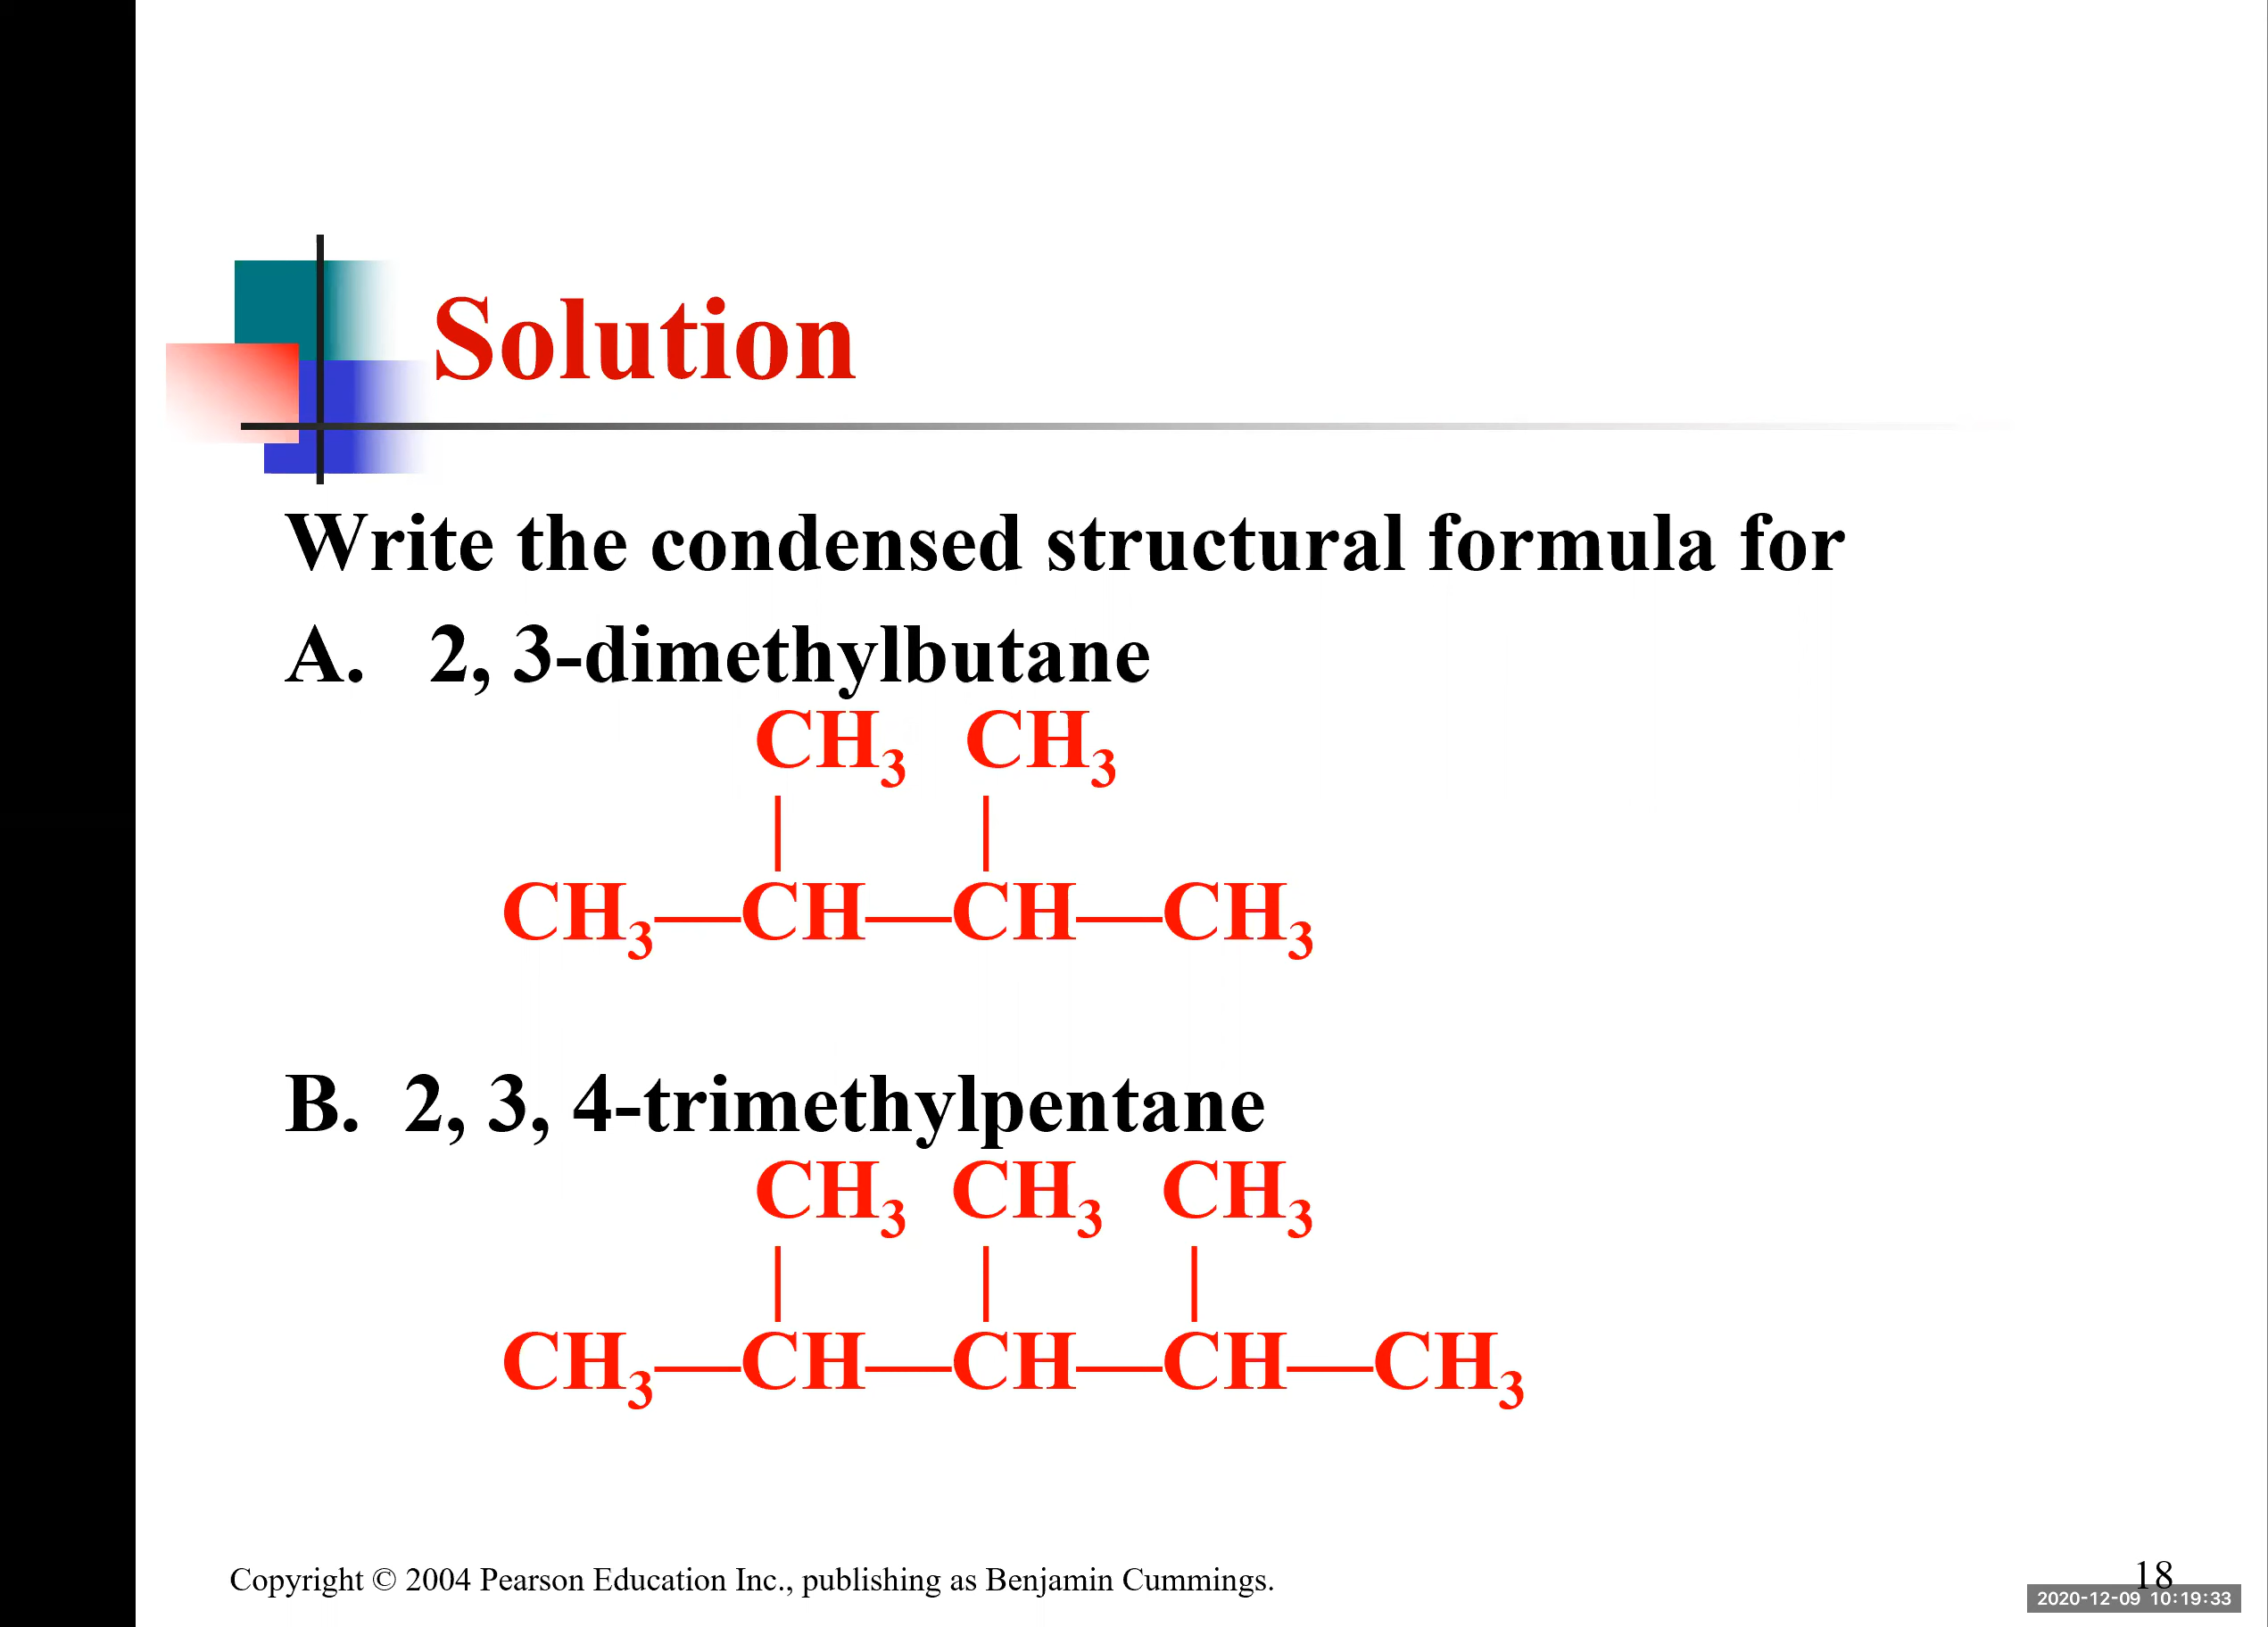 Solution
Write the condensed structural formula for
A. 2, 3-dimethylbutane
CH3 CH3
CH3—CH—CH—CH3
B. 2, 3, 4-trimethylpentane
CH3 CH3 CH3
CH3—CH—CH—CH—CH3
Copyright © 2004 Pearson Education Inc., publishing as Benjamin Cummings.
18
2020-12-09 10:19:33